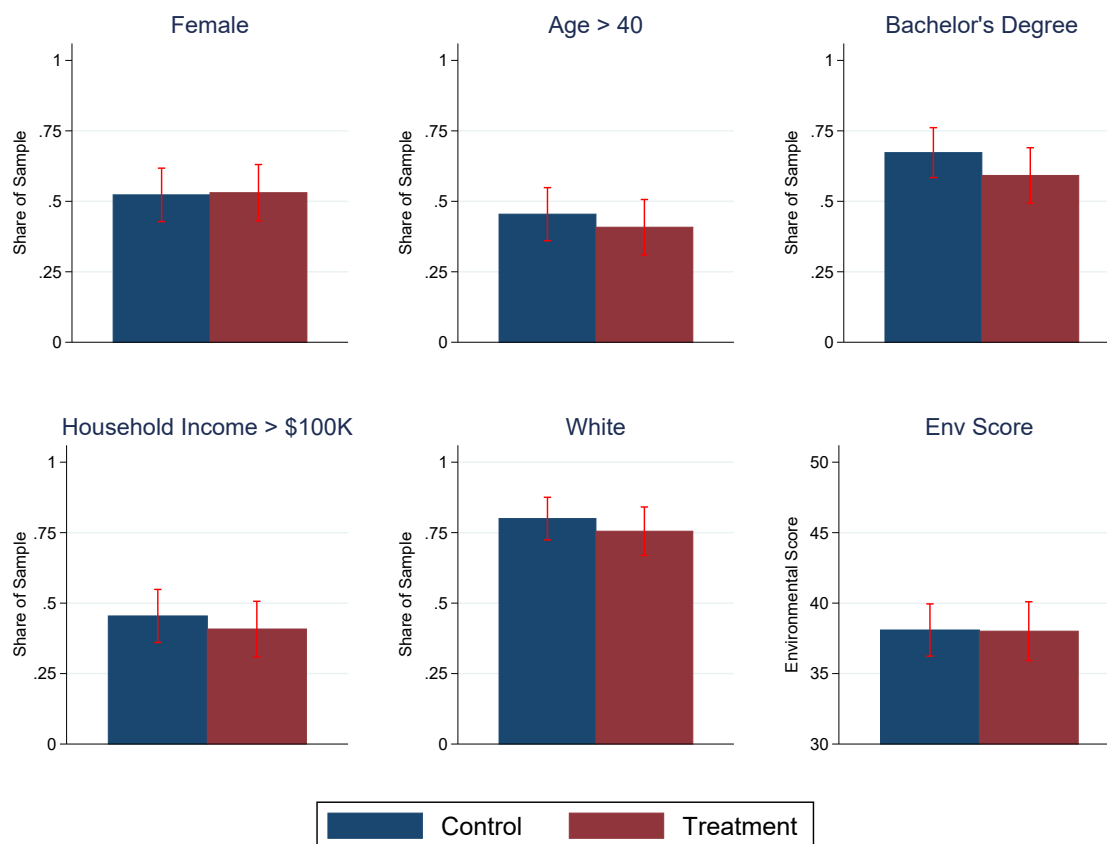 Female
Share of Sample
1
.75
.5
.25
0
Age > 40
Share of Sample
1
.75
.5
.25
0
Bachelor's Degree
Share of Sample
1
.75
.5
.25
0
Household Income > $100K
Share of Sample
1
.75
.5
.25
0
White
Share of Sample
1
.75
.5
.25
0
Env Score
Environmental Score
50
45
40
35
30
Control
Treatment